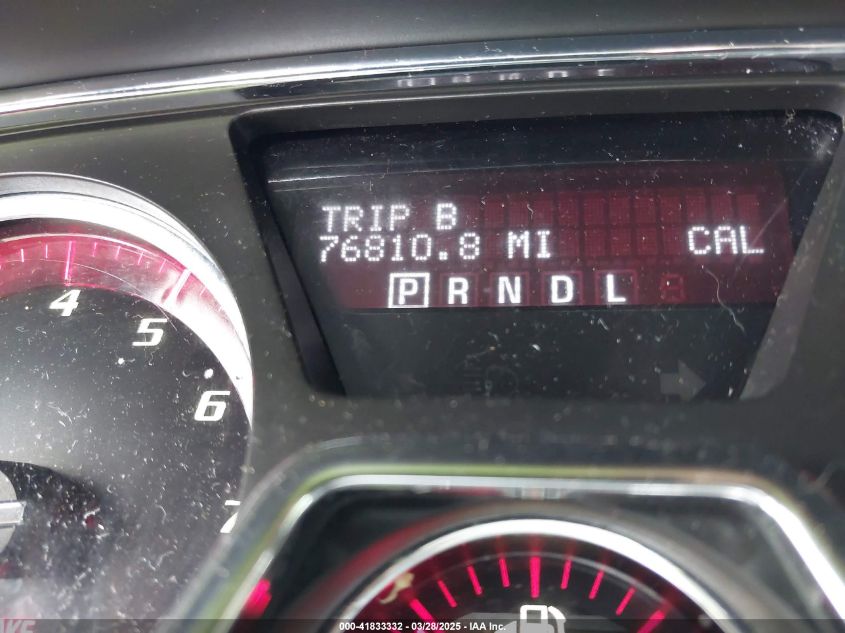 TRIP B
76810.8 MI CAL
P R N D L
4
5
6
7
000-41833332 | 03/28/2025 - IAA Inc.